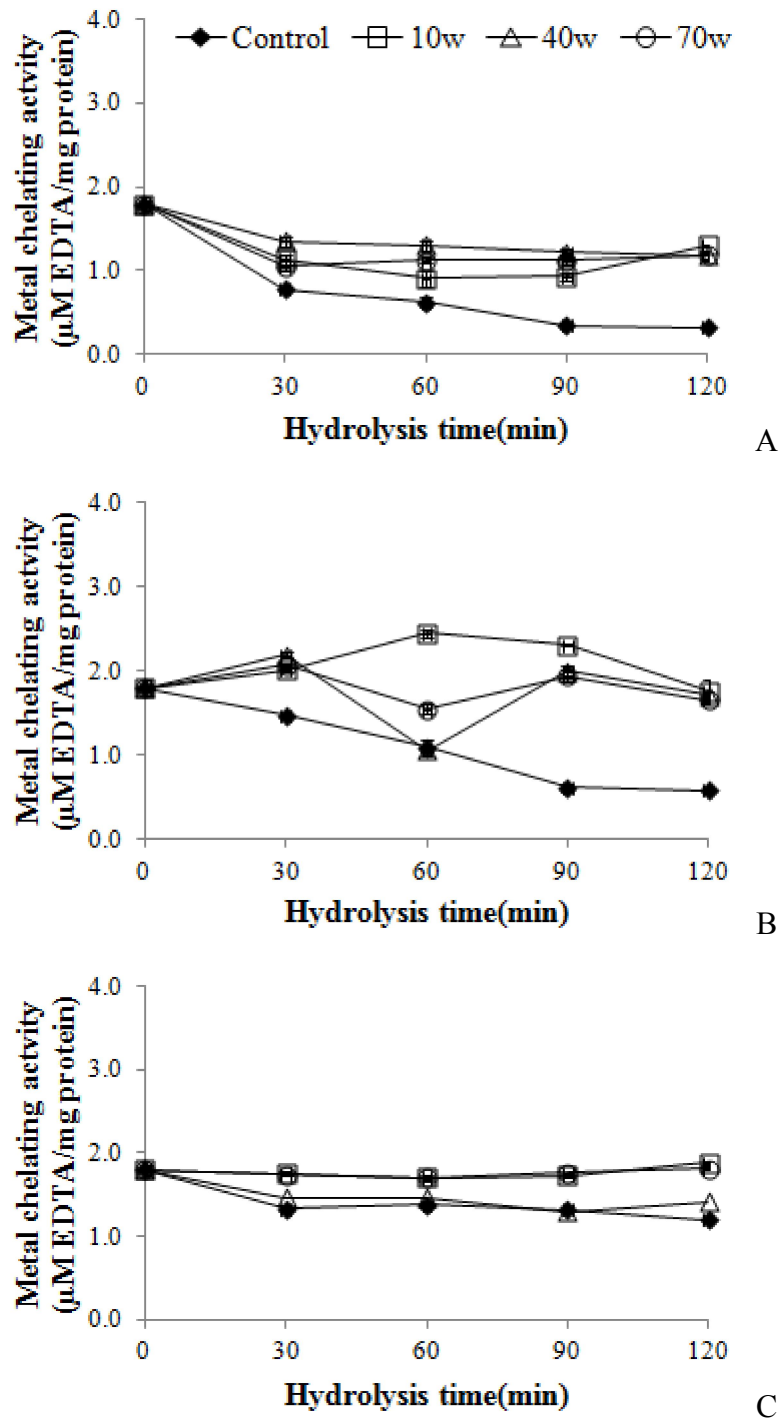 Control 10w 40w 70w
Metal chelating actvity
(μM EDTA/mg protein)
4.0
3.0
2.0
1.0
0.0
0 30 60 90 120
Hydrolysis time(min)
A
Metal chelating actvity
(μM EDTA/mg protein)
4.0
3.0
2.0
1.0
0.0
0 30 60 90 120
Hydrolysis time(min)
B
Metal chelating actvity
(μM EDTA/mg protein)
4.0
3.0
2.0
1.0
0.0
0 30 60 90 120
Hydrolysis time(min)
C